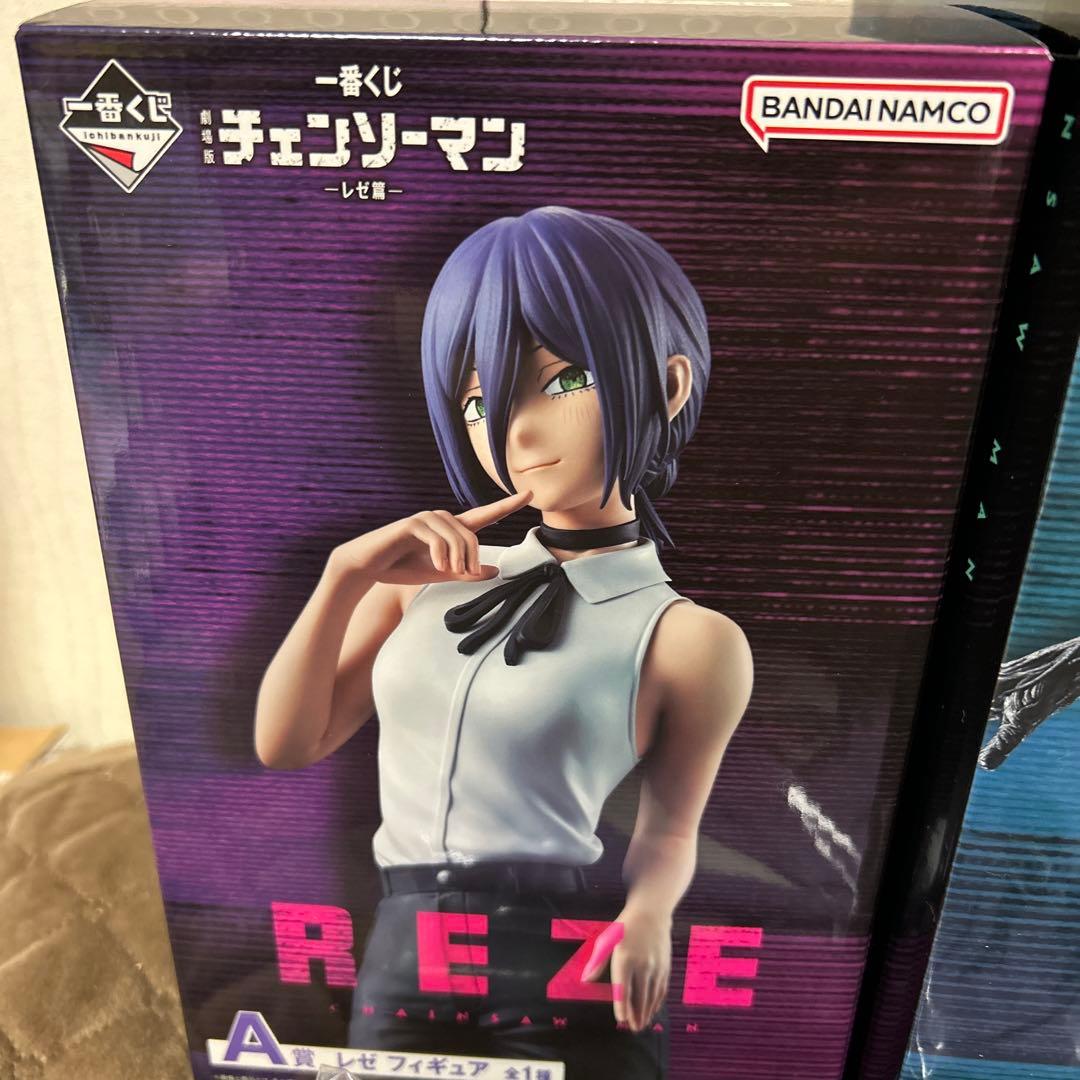 一番くじ
ichibankuji
一番くじ
劇場版
チェンソーマン
―レゼ篇―
BANDAI NAMCO
REZE
CHAINSAW MAN
A賞 レゼ フィギュア 全1種